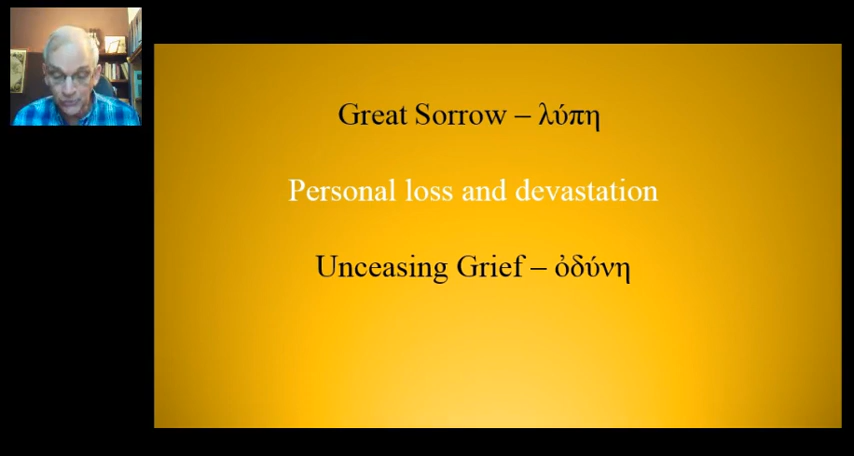 Great Sorrow – λύπη
Personal loss and devastation
Unceasing Grief – ὀδύνη